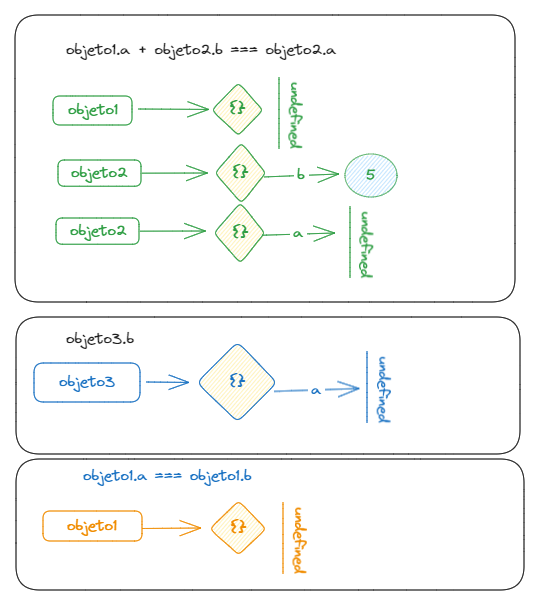 objeto1.a + objeto2.b === objeto2.a
objeto1
{}
undefined
objeto2
{}
b
5
objeto2
{}
a
undefined
objeto3.b
objeto3
{}
a
undefined
objeto1.a === objeto1.b
objeto1
{}
undefined